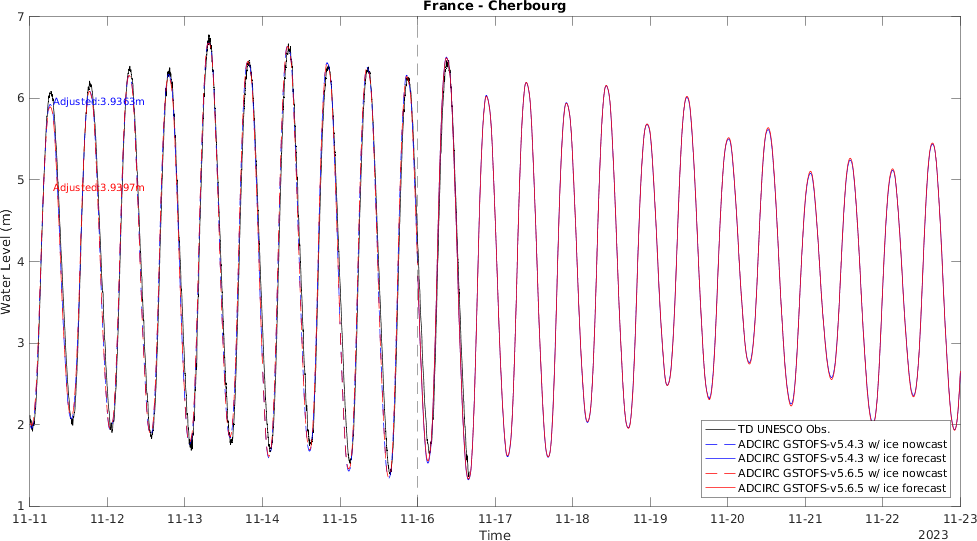 France - Cherbourg
7
6
5
4
3
2
1
Water Level (m)
Adjusted:3.9363m
Adjusted:3.9397m
TD UNESCO Obs.
ADCIRC GSTOFS-v5.4.3 w/ ice nowcast
ADCIRC GSTOFS-v5.4.3 w/ ice forecast
ADCIRC GSTOFS-v5.6.5 w/ ice nowcast
ADCIRC GSTOFS-v5.6.5 w/ ice forecast
11-11 11-12 11-13 11-14 11-15 11-16 11-17 11-18 11-19 11-20 11-21 11-22 11-23
Time
2023